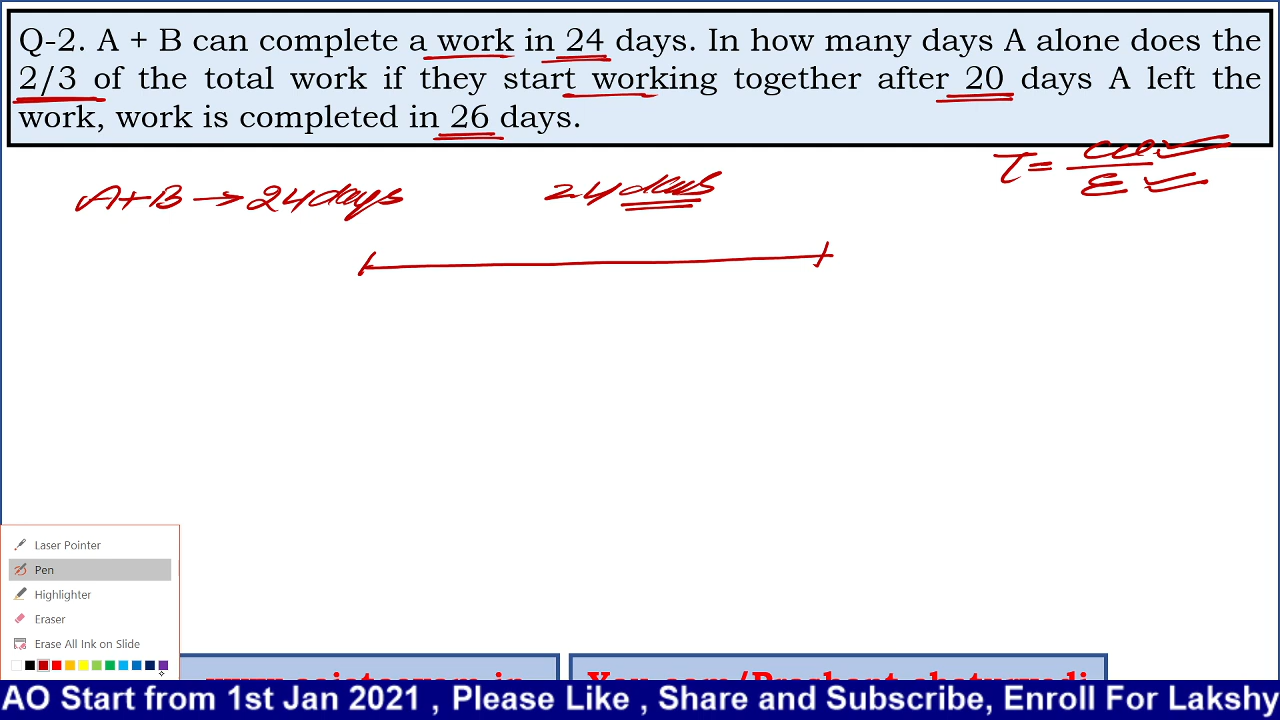 Q-2. A + B can complete a work in 24 days. In how many days A alone does the
2/3 of the total work if they start working together after 20 days A left the
work, work is completed in 26 days.
A+B → 24 days
24 days
T = W/E
Laser Pointer
Pen
Highlighter
Eraser
Erase All Ink on Slide
AO Start from 1st Jan 2021 , Please Like , Share and Subscribe, Enroll For Lakshy